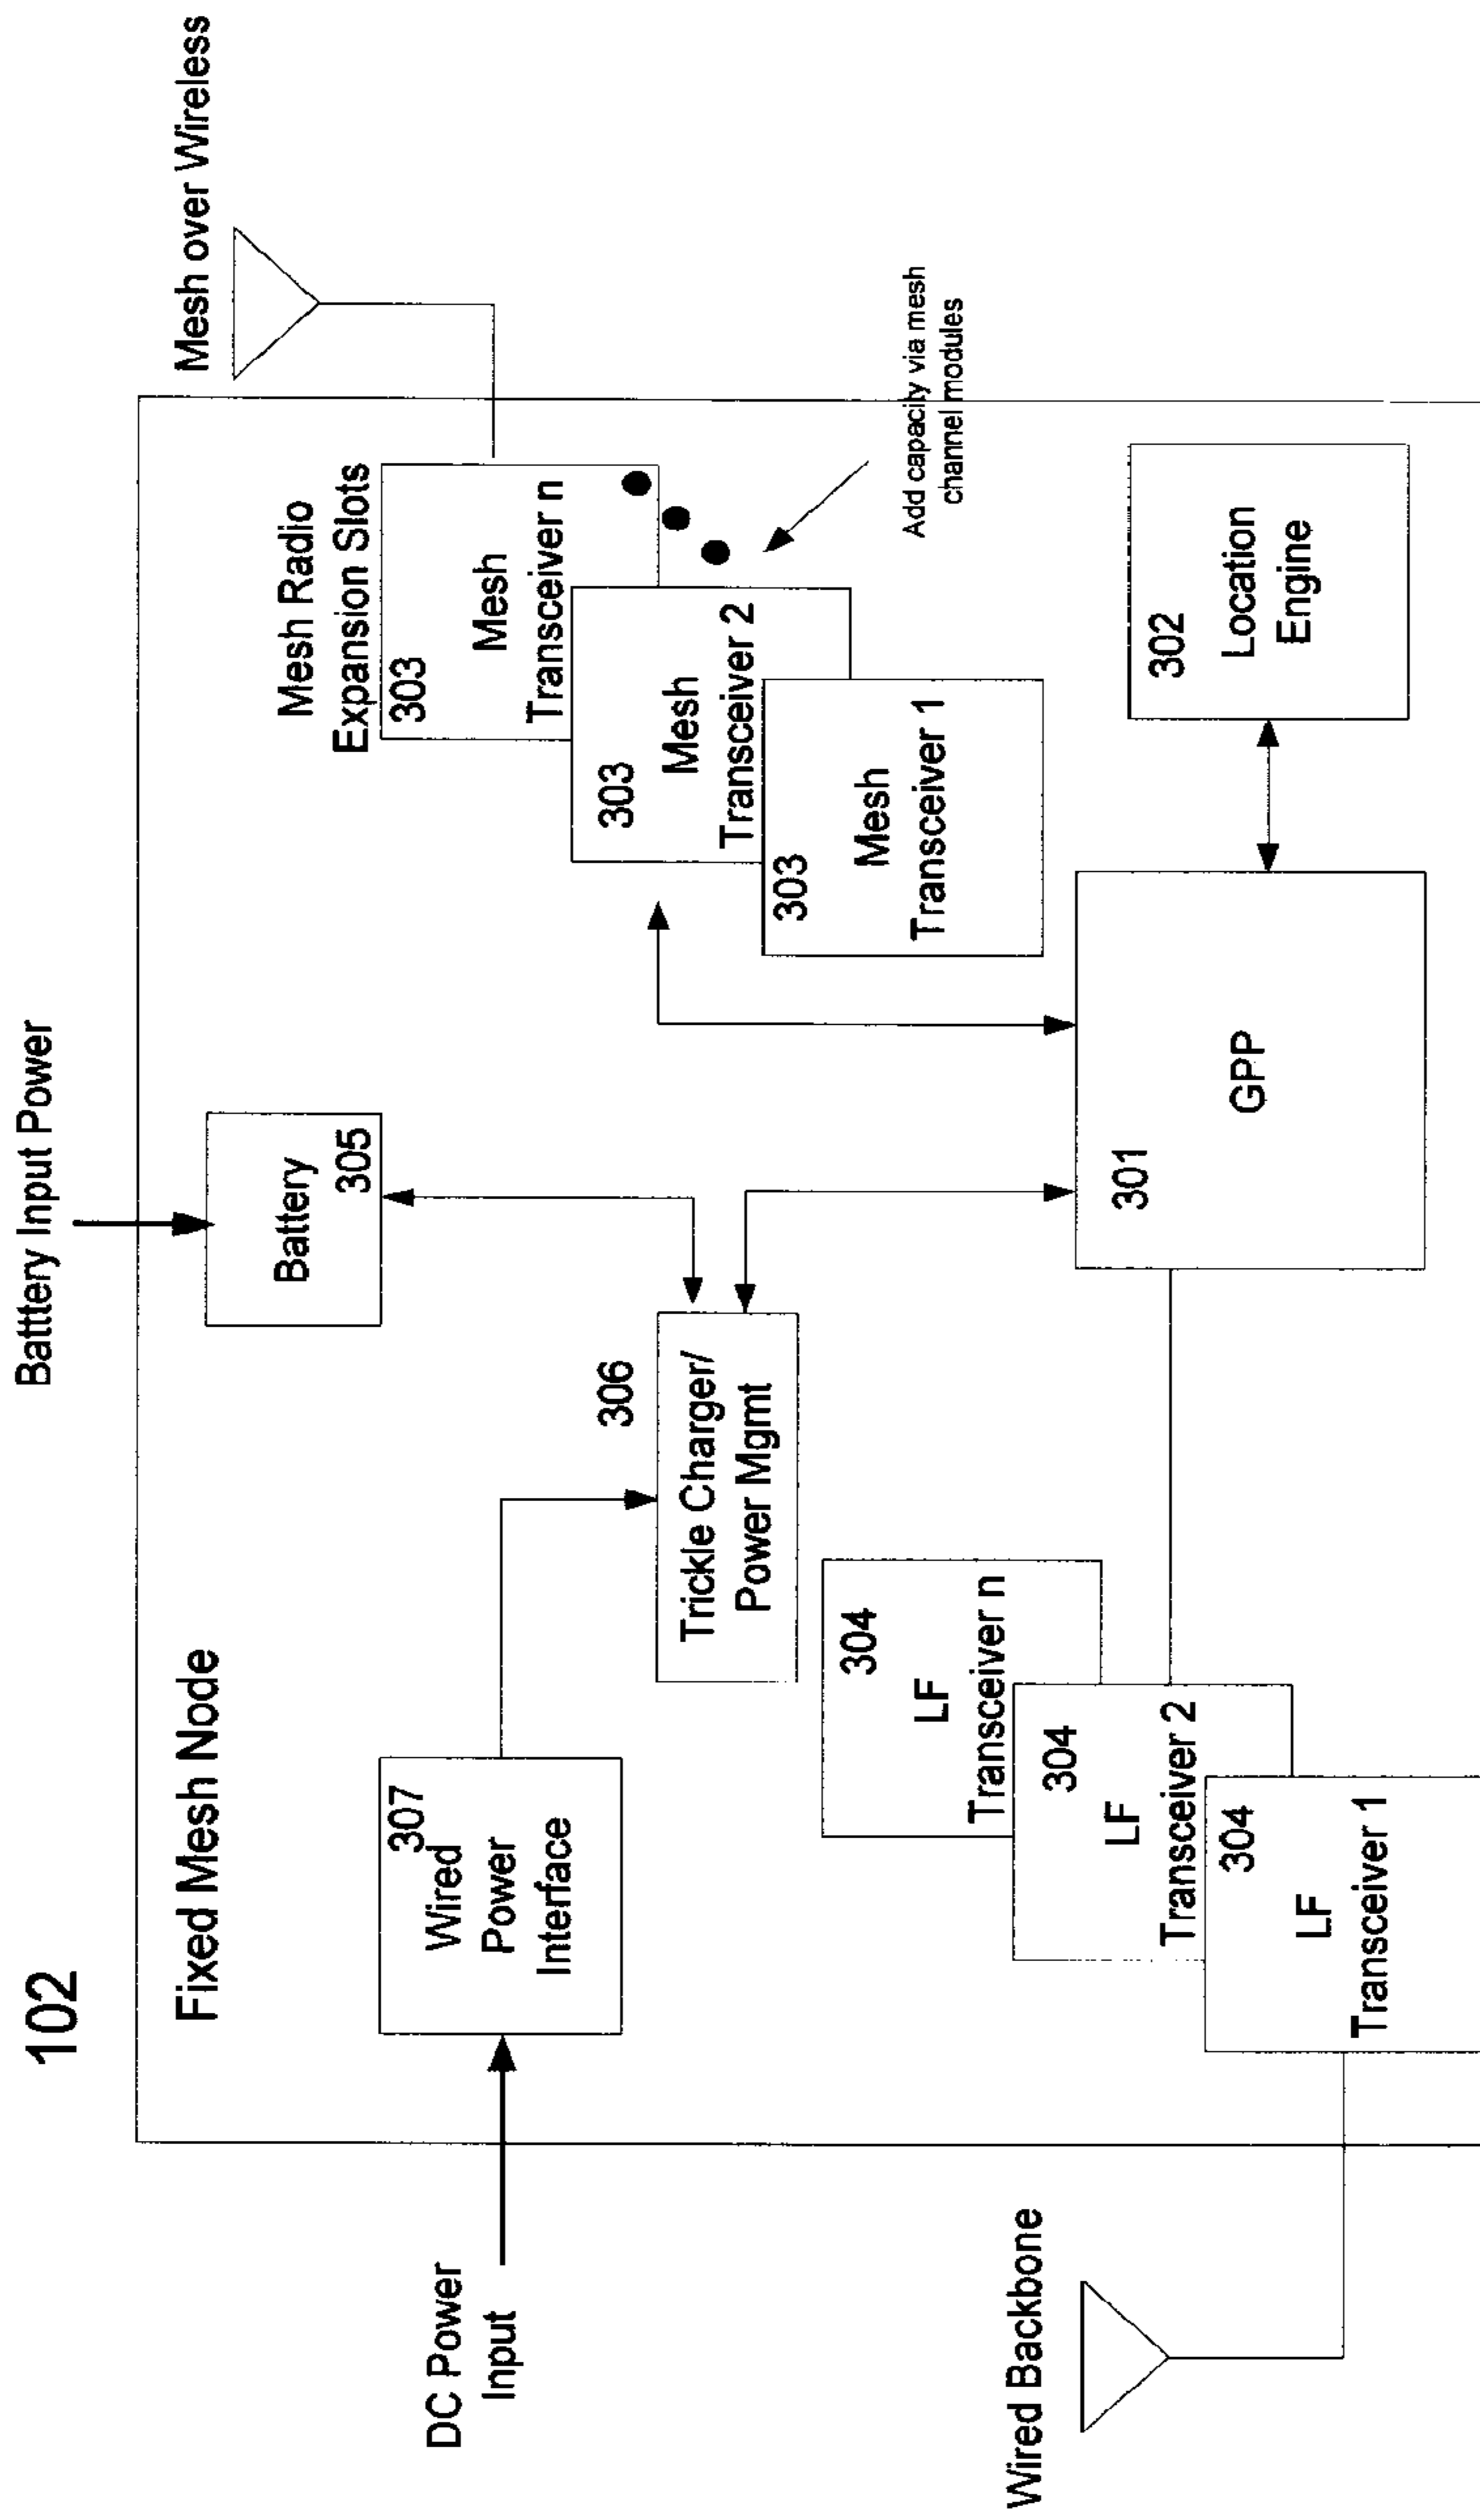 102
Batttery Input Power
Fixed Mesh Node
Mesh over Wireless
Battery
305
Mesh Radio
Expansion Slots
DC Power
Input
307
Wired
Power
Interface
306
Trickle Charger/
Power Mgmt
303
Mesh
Transceiver n
303
Mesh
Transceiver 2
303
Mesh
Transceiver 1
Add capacity via mesh
channel modules
304
LF
Transceiver n
304
LF
Transceiver 2
304
LF
Transceiver 1
Wired Backbone
301
GPP
302
Location
Engine